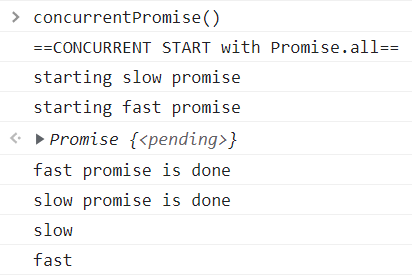 concurrentPromise()
==CONCURRENT START with Promise.all==
starting slow promise
starting fast promise
Promise {<pending>}
fast promise is done
slow promise is done
slow
fast